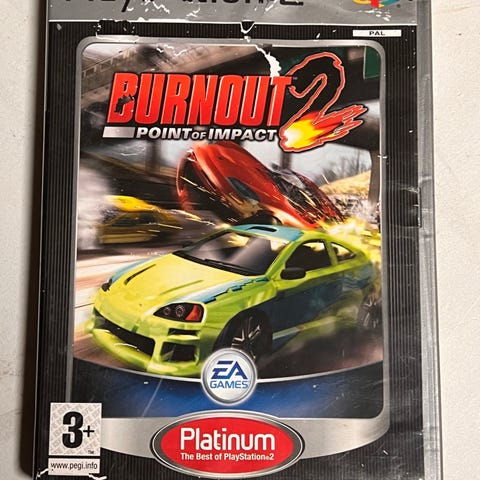 PAL
BURNOUT 2
POINT OF IMPACT
EA
GAMES
3+
www.pegi.info
Platinum
The Best of PlayStation 2